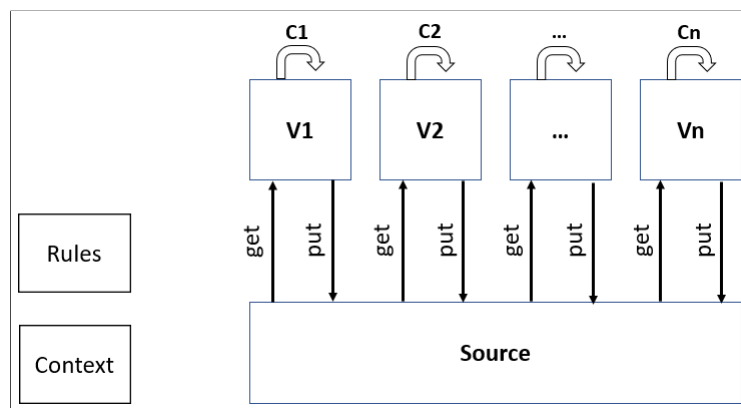 C1 C2 ... Cn
V1 V2 ... Vn
get put get put get put get put
Rules
Source
Context